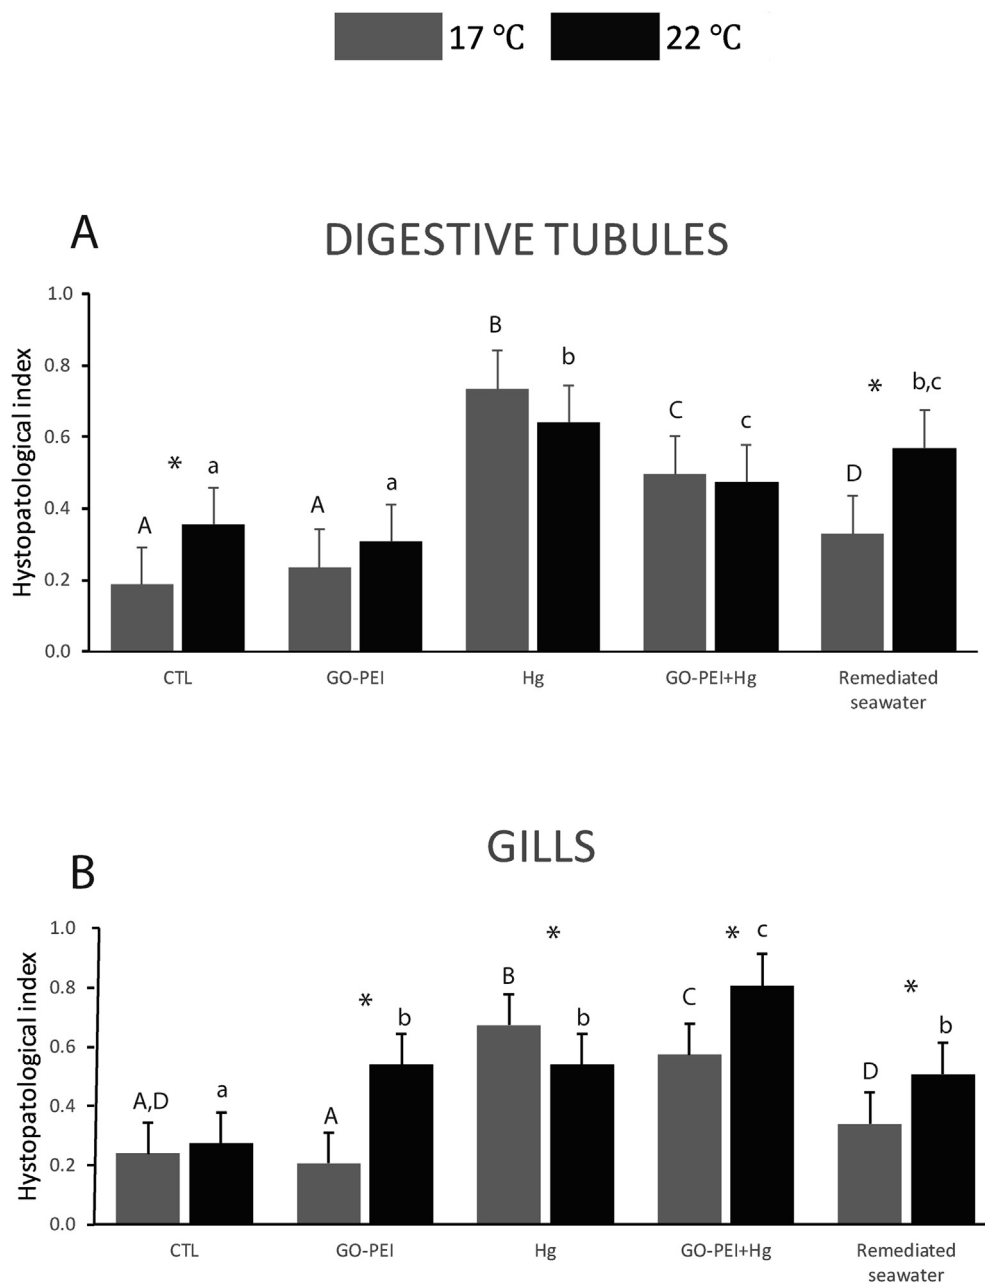 17 °C 22 °C
A
DIGESTIVE TUBULES
Hystopatological index
1.0
0.8
0.6
0.4
0.2
0.0
A * a
A a
B b
C c
D * b,c
CTL GO-PEI Hg GO-PEI+Hg Remediated
seawater
B
GILLS
Hystopatological index
1.0
0.8
0.6
0.4
0.2
0.0
A,D a
A * b
B * b
C * c
D * b
CTL GO-PEI Hg GO-PEI+Hg Remediated
seawater